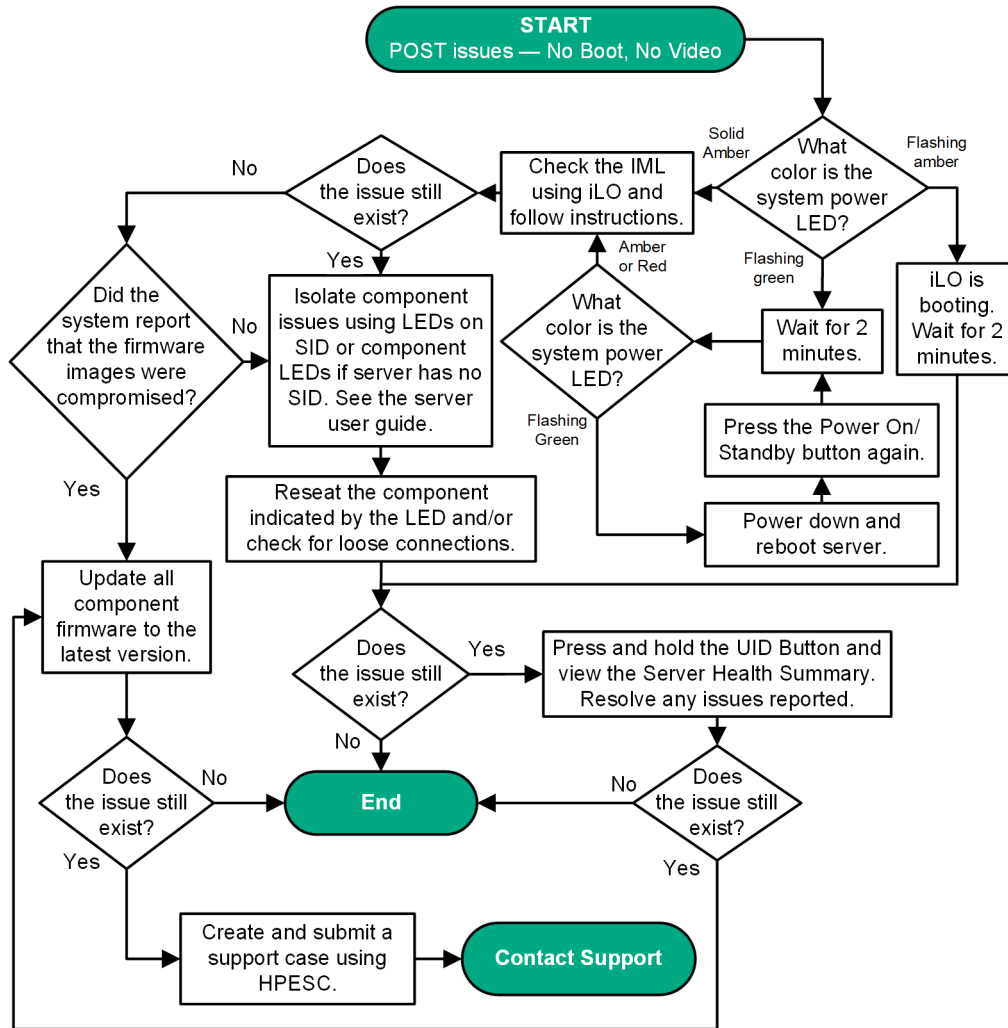 START
POST issues — No Boot, No Video
What
color is the
system power
LED?
Solid
Amber
Flashing
amber
Flashing
green
Check the IML
using iLO and
follow instructions.
Does
the issue still
exist?
No
Yes
Amber
or Red
What
color is the
system power
LED?
Flashing
Green
Wait for 2
minutes.
iLO is
booting.
Wait for 2
minutes.
Press the Power On/
Standby button again.
Power down and
reboot server.
Did the
system report
that the firmware
images were
compromised?
No
Yes
Isolate component
issues using LEDs on
SID or component
LEDs if server has no
SID. See the server
user guide.
Reseat the component
indicated by the LED and/or
check for loose connections.
Update all
component
firmware to the
latest version.
Does
the issue still
exist?
Yes
No
Press and hold the UID Button and
view the Server Health Summary.
Resolve any issues reported.
Does
the issue still
exist?
No
Yes
End
Does
the issue still
exist?
No
Yes
Create and submit a
support case using
HPESC.
Contact Support